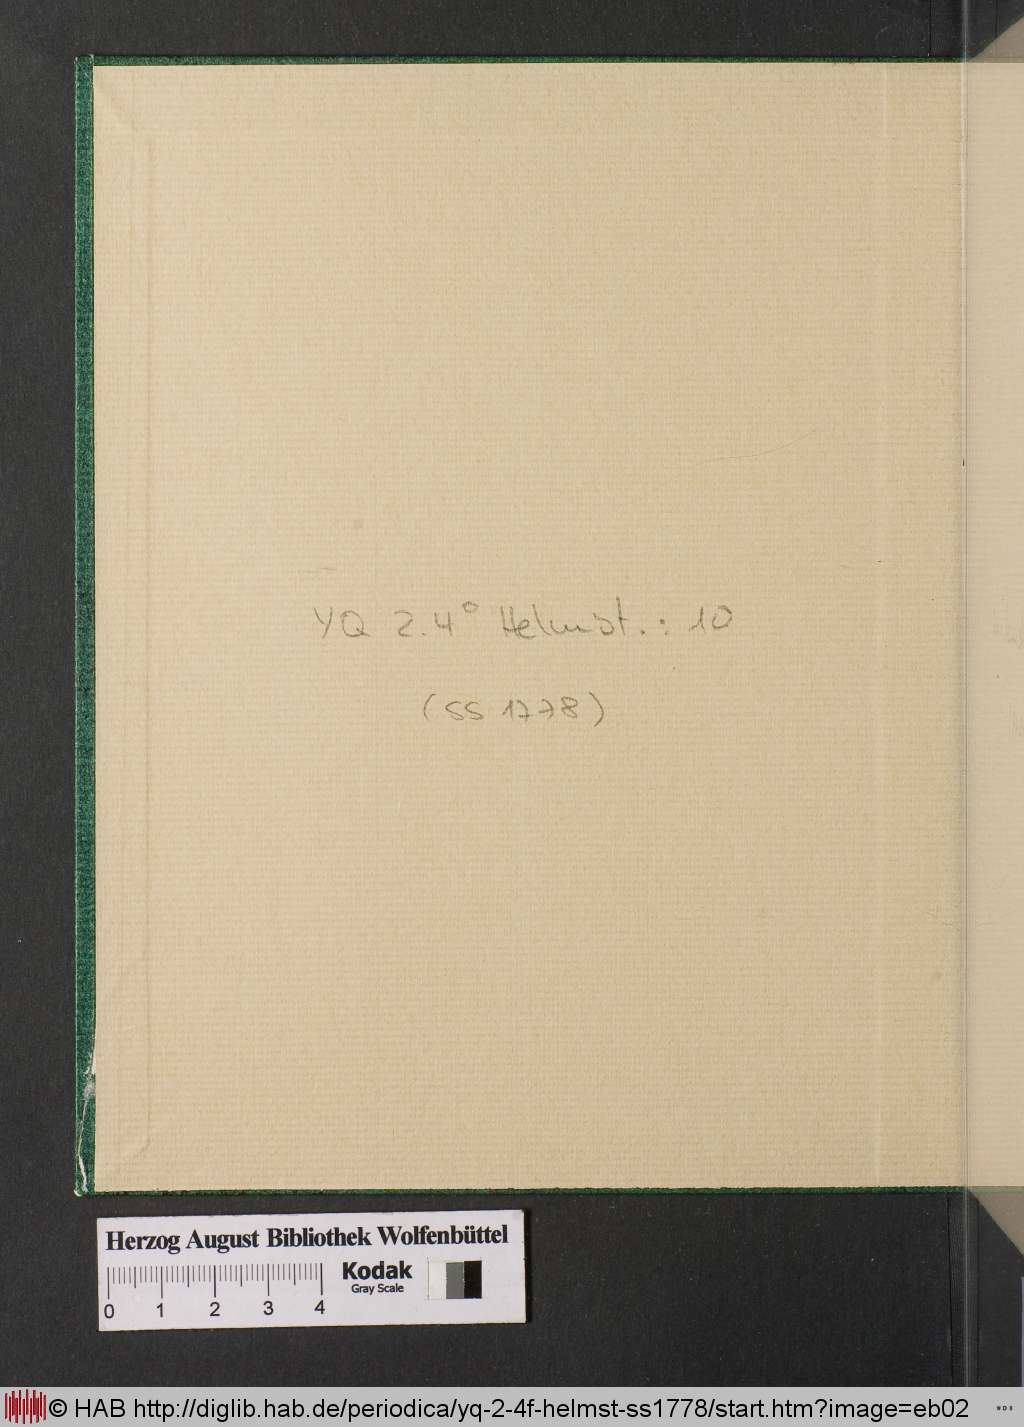 YQ 2.4° Helmst.: 10
(SS 1778)
Herzog August Bibliothek Wolfenbüttel
Kodak
Gray Scale
0 1 2 3 4
© HAB http://diglib.hab.de/periodica/yq-2-4f-helmst-ss1778/start.htm?image=eb02